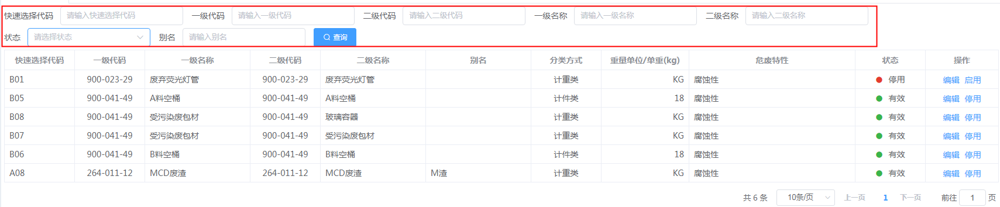 快速选择代码 请输入快速选择代码 一级代码 请输入一级代码 二级代码 请输入二级代码 一级名称 请输入一级名称 二级名称 请输入二级名称
状态 请选择状态 别名 请输入别名 查询
快速选择代码 一级代码 一级名称 二级代码 二级名称 别名 分类方式 重量单位/单重(kg) 危废特性 状态 操作
B01 900-023-29 废弃荧光灯管 900-023-29 废弃荧光灯管 计重类 KG 腐蚀性 停用 编辑 启用
B05 900-041-49 A料空桶 900-041-49 A料空桶 计件类 18 腐蚀性 有效 编辑 停用
B08 900-041-49 受污染废包材 900-041-49 玻璃容器 计重类 KG 腐蚀性 有效 编辑 停用
B07 900-041-49 受污染废包材 900-041-49 受污染废包材 计重类 KG 腐蚀性 有效 编辑 停用
B06 900-041-49 B料空桶 900-041-49 B料空桶 计件类 18 腐蚀性 有效 编辑 停用
A08 264-011-12 MCD废渣 264-011-12 MCD废渣 M渣 计重类 KG 腐蚀性 有效 编辑 停用
共 6 条 10条/页 上一页 1 下一页 前往 1 页